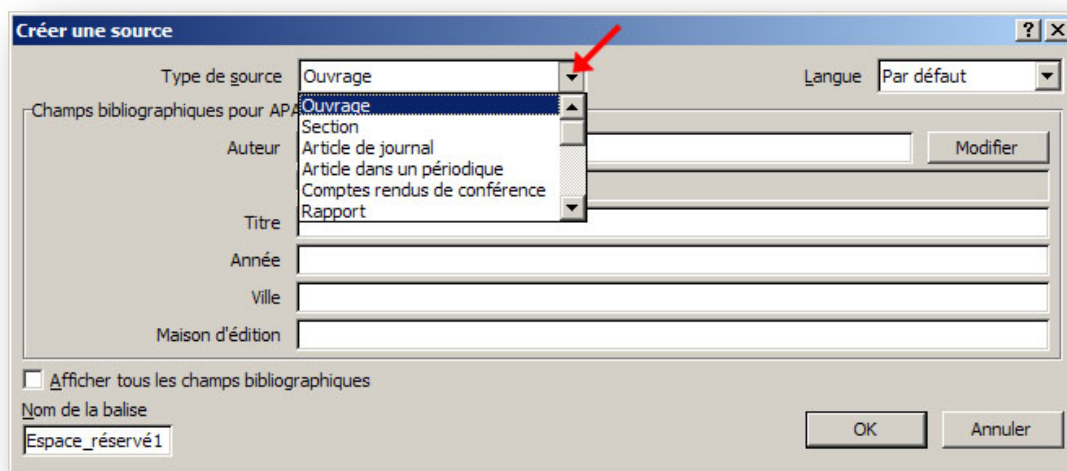 Créer une source
Type de source Ouvrage Langue Par défaut
Champs bibliographiques pour APA
Ouvrage
Section
Article de journal
Article dans un périodique
Comptes rendus de conférence
Rapport
Auteur Modifier
Titre
Année
Ville
Maison d'édition
Afficher tous les champs bibliographiques
Nom de la balise
Espace_réservé1 OK Annuler